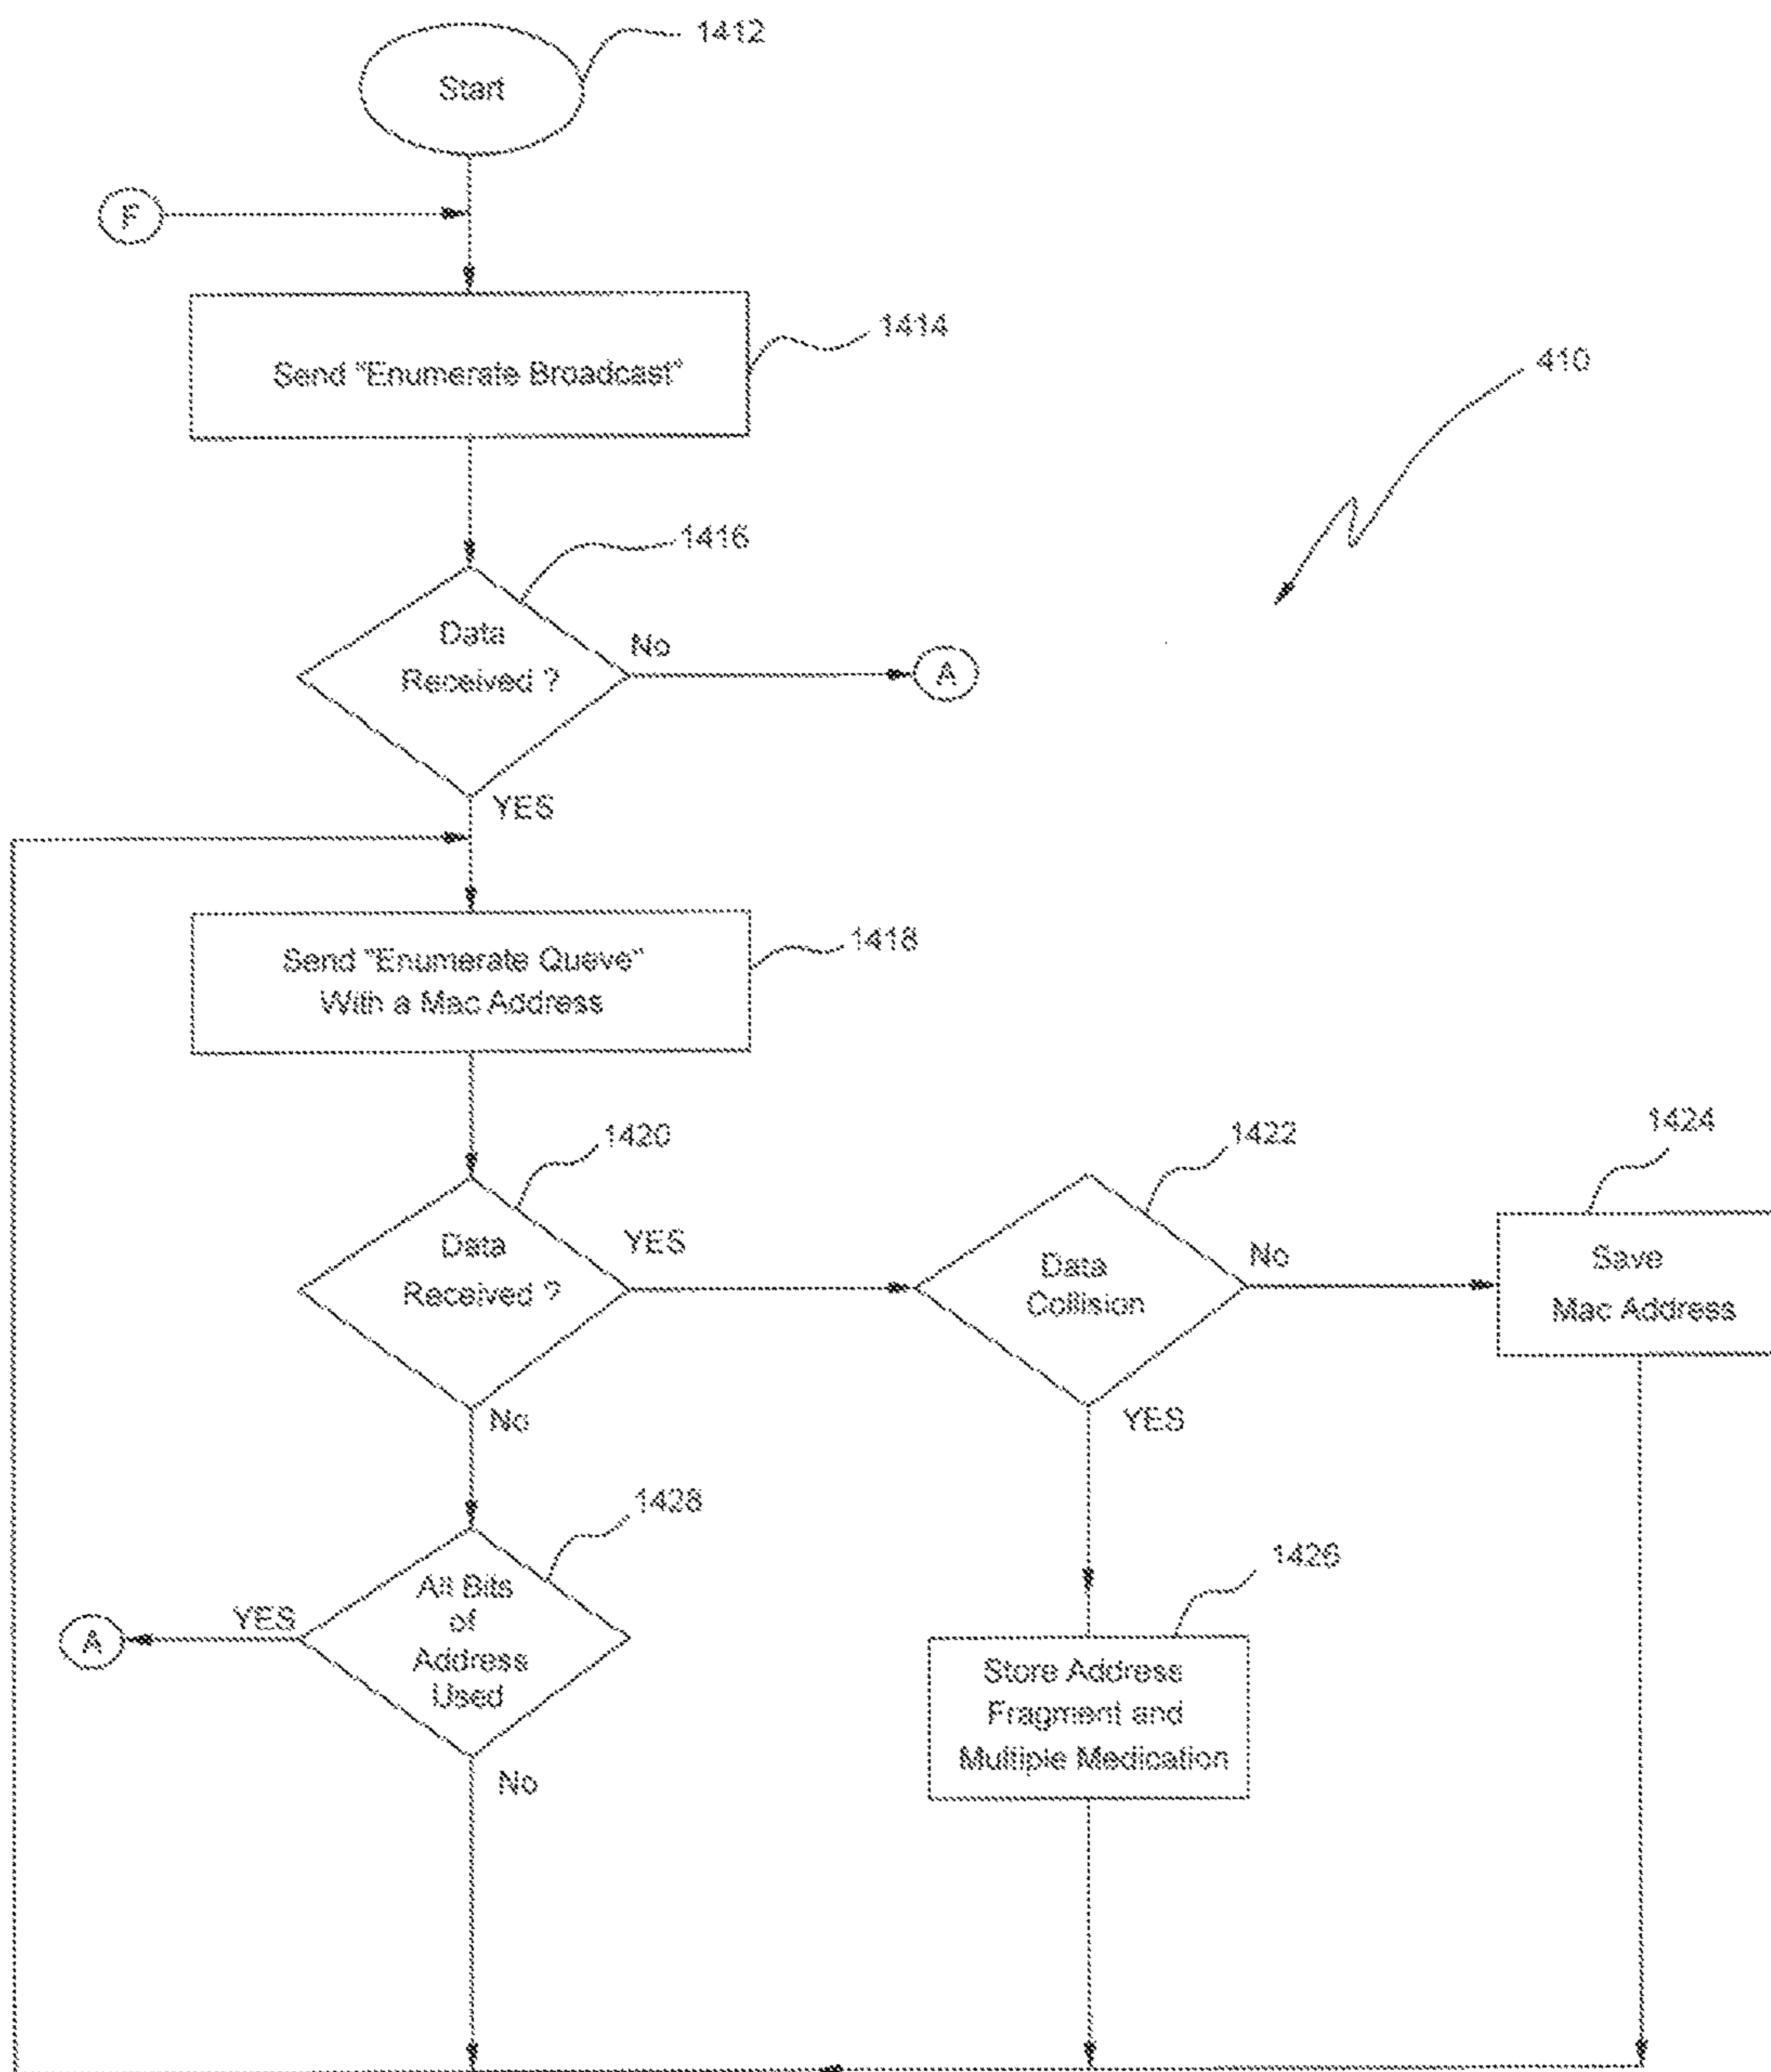 1412
Start
F
1414
Send "Enumerate Broadcast"
410
1416
Data
Received ?
No
A
YES
1418
Send "Enumerate Queve"
With a Mac Address
1420
Data
Received ?
YES
1422
Data
Collision
No
1424
Save
Mac Address
No
YES
1428
All Bits
of
Address
Used
YES
A
No
1426
Store Address
Fragment and
Multiple Medication